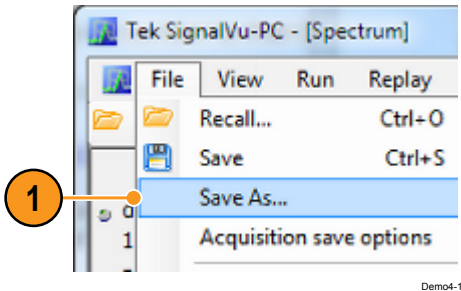 Tek SignalVu-PC - [Spectrum]
File View Run Replay
Recall... Ctrl+O
Save Ctrl+S
1
Save As...
Acquisition save options
1
Demo4-1